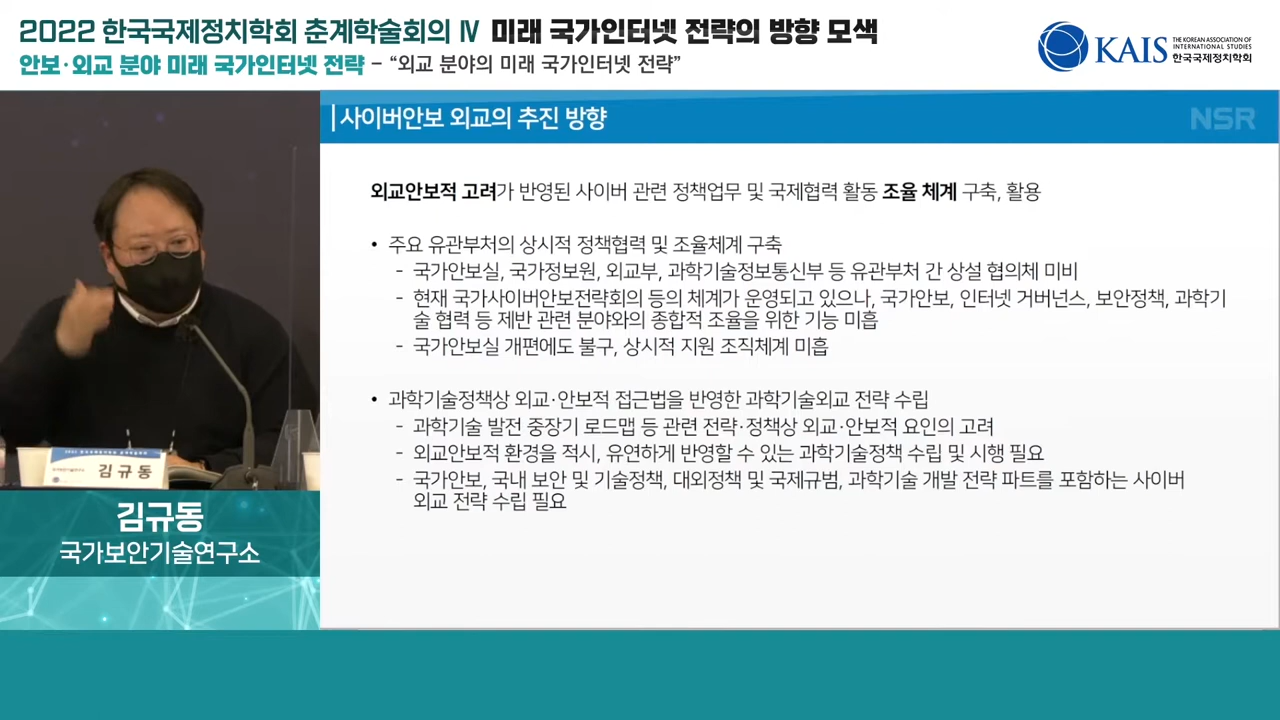 2022 한국국제정치학회 춘계학술회의 Ⅳ 미래 국가인터넷 전략의 방향 모색
안보·외교 분야 미래 국가인터넷 전략 – “외교 분야의 미래 국가인터넷 전략”
KAIS
THE KOREAN ASSOCIATION OF
INTERNATIONAL STUDIES
한국국제정치학회
사이버안보 외교의 추진 방향
NSR
외교안보적 고려가 반영된 사이버 관련 정책업무 및 국제협력 활동 조율 체계 구축, 활용
• 주요 유관부처의 상시적 정책협력 및 조율체계 구축
- 국가안보실, 국가정보원, 외교부, 과학기술정보통신부 등 유관부처 간 상설 협의체 미비
- 현재 국가사이버안보전략회의 등의 체계가 운영되고 있으나, 국가안보, 인터넷 거버넌스, 보안정책, 과학기
술 협력 등 제반 관련 분야와의 종합적 조율을 위한 기능 미흡
- 국가안보실 개편에도 불구, 상시적 지원 조직체계 미흡
• 과학기술정책상 외교·안보적 접근법을 반영한 과학기술외교 전략 수립
- 과학기술 발전 중장기 로드맵 등 관련 전략·정책상 외교·안보적 요인의 고려
- 외교안보적 환경을 적시, 유연하게 반영할 수 있는 과학기술정책 수립 및 시행 필요
- 국가안보, 국내 보안 및 기술정책, 대외정책 및 국제규범, 과학기술 개발 전략 파트를 포함하는 사이버
외교 전략 수립 필요
김규동
김규동
국가보안기술연구소